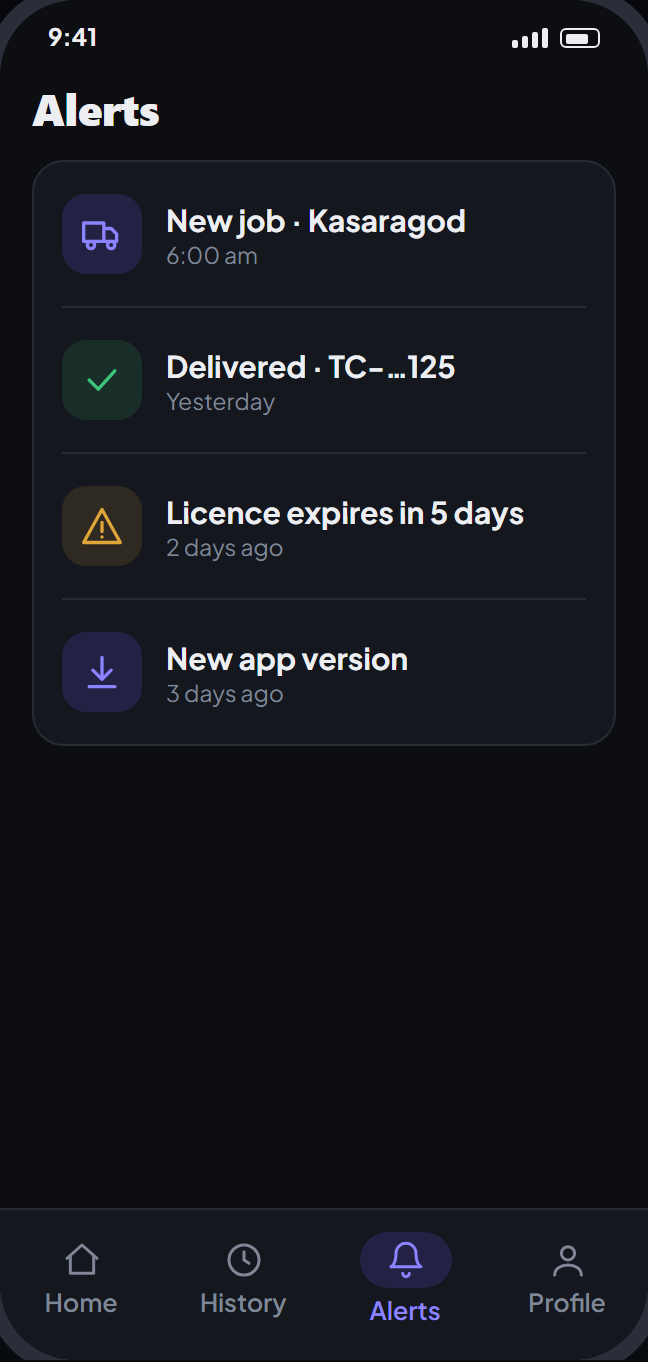 9:41
Alerts
New job · Kasaragod
6:00 am
Delivered · TC-…125
Yesterday
Licence expires in 5 days
2 days ago
New app version
3 days ago
Home
History
Alerts
Profile